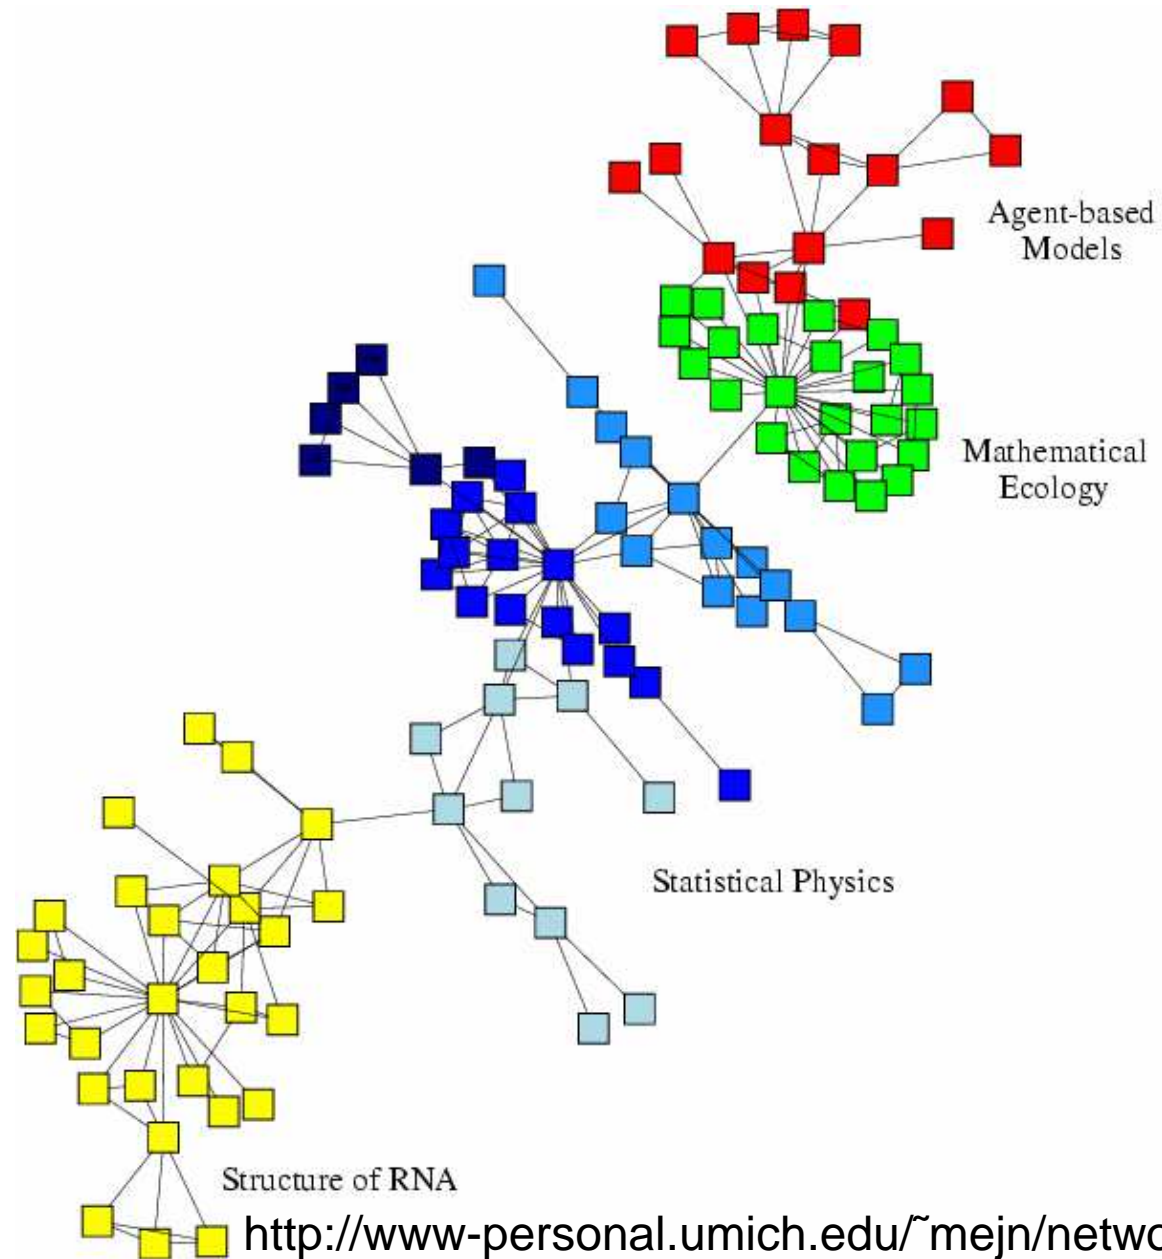 Agent-based
Models
Mathematical
Ecology
Statistical Physics
Structure of RNA
http://www-personal.umich.edu/˜mejn/netwo